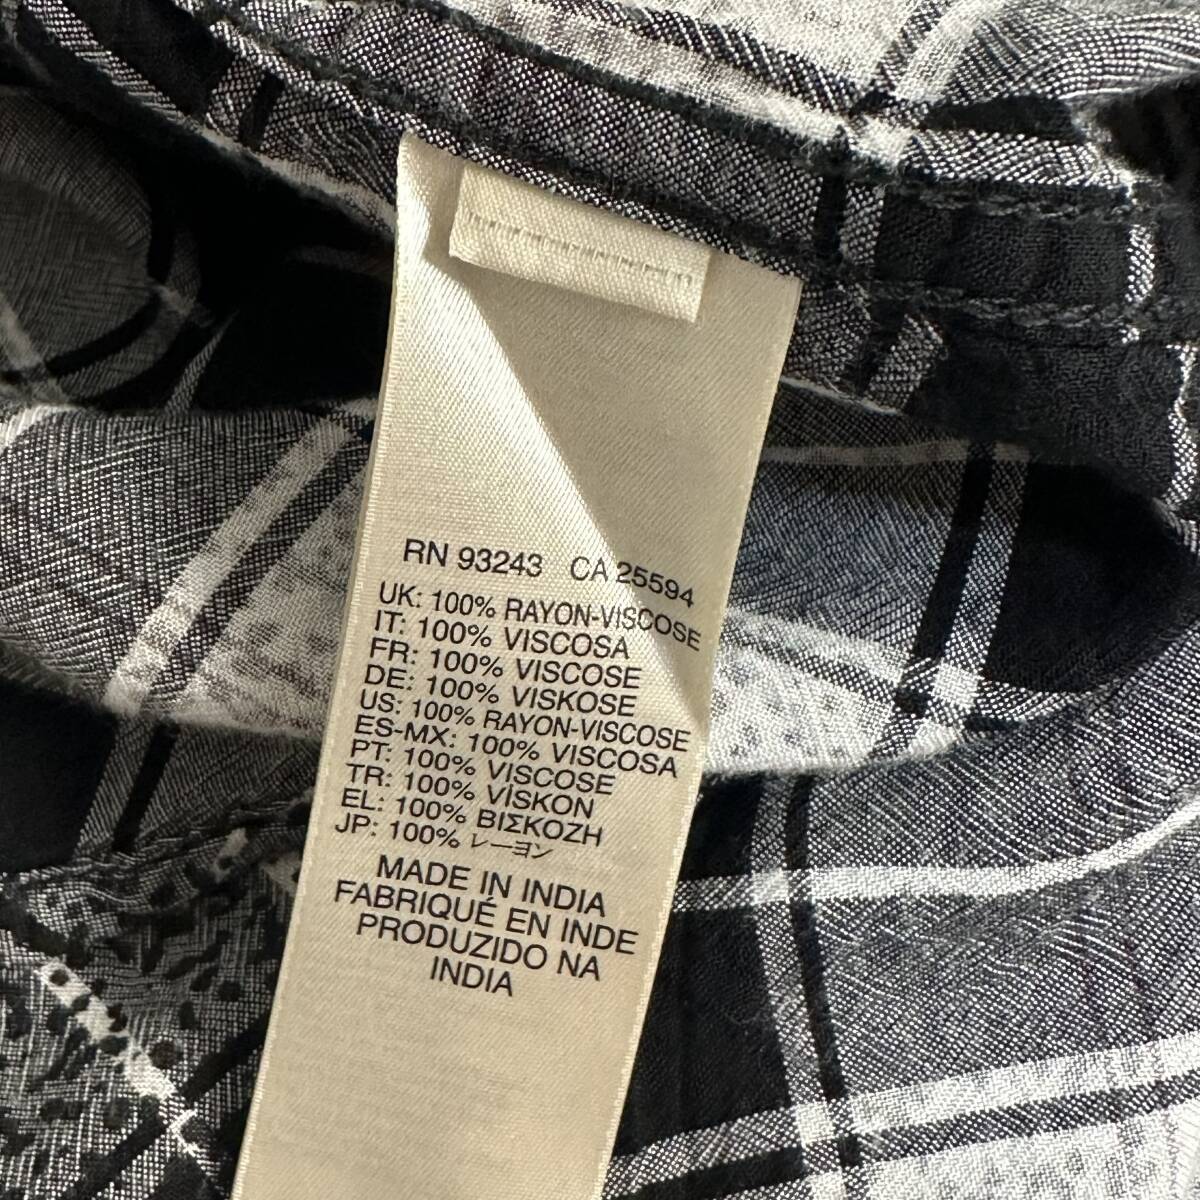 RN 93243 CA 25594
UK: 100% RAYON-VISCOSE
IT: 100% VISCOSA
FR: 100% VISCOSE
DE: 100% VISKOSE
US: 100% RAYON-VISCOSE
ES-MX: 100% VISCOSA
PT: 100% VISCOSE
TR: 100% VİSKON
EL: 100% ΒΙΣΚΟΖΗ
JP: 100% レーヨン
MADE IN INDIA
FABRIQUÉ EN INDE
PRODUZIDO NA
INDIA